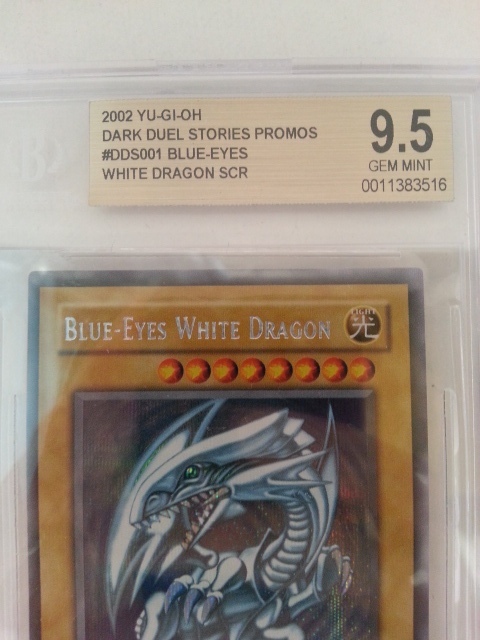 2002 YU-GI-OH
DARK DUEL STORIES PROMOS
#DDS001 BLUE-EYES
WHITE DRAGON SCR
9.5
GEM MINT
0011383516
BLUE-EYES WHITE DRAGON
LIGHT
光